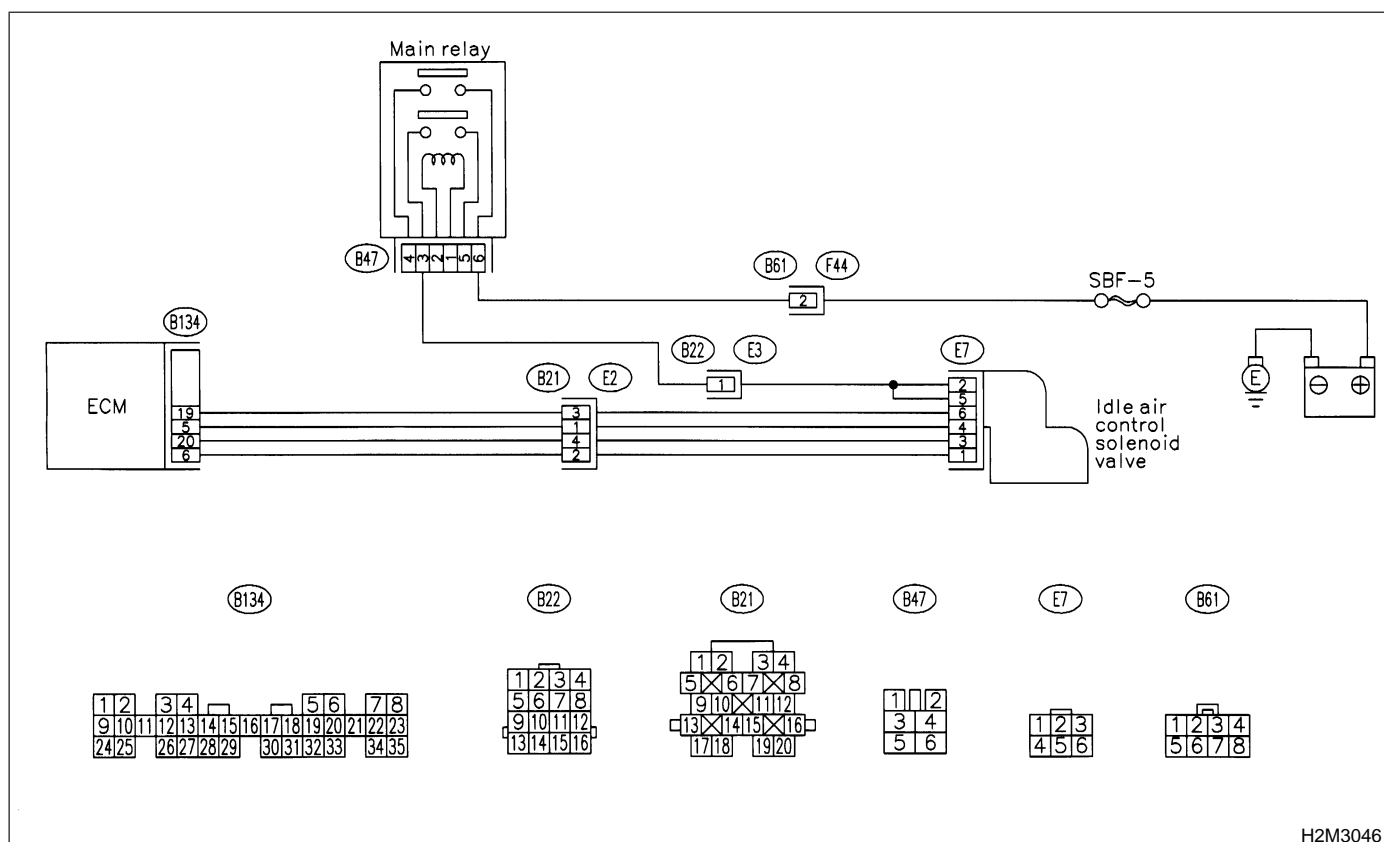 Main relay
B47
4 3 2 1 5 6
B61 F44
2
SBF-5
B134
B22 E3
1
E7
B21 E2
ECM
19 3 2
5 1 5
20 4 6
6 2 4
3
1
E
⊖ ⊕
Idle air
control
solenoid
valve
B134 B22 B21 B47 E7 B61
1 2 3 4 5 6 7 8
9 10 11 12 13 14 15 16 17 18 19 20 21 22 23
24 25 26 27 28 29 30 31 32 33 34 35
1 2 3 4
5 6 7 8
9 10 11 12
13 14 15 16
1 2 3 4
5 6 7 8
9 10 11 12
13 14 15 16
17 18 19 20
1 2
3 4
5 6
1 2 3
4 5 6
1 2 3 4
5 6 7 8
H2M3046